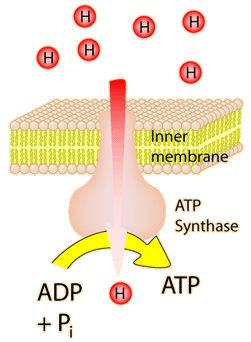 H
H
H
H
H
Inner
membrane
ATP
Synthase
ADP
+ Pi
H
ATP